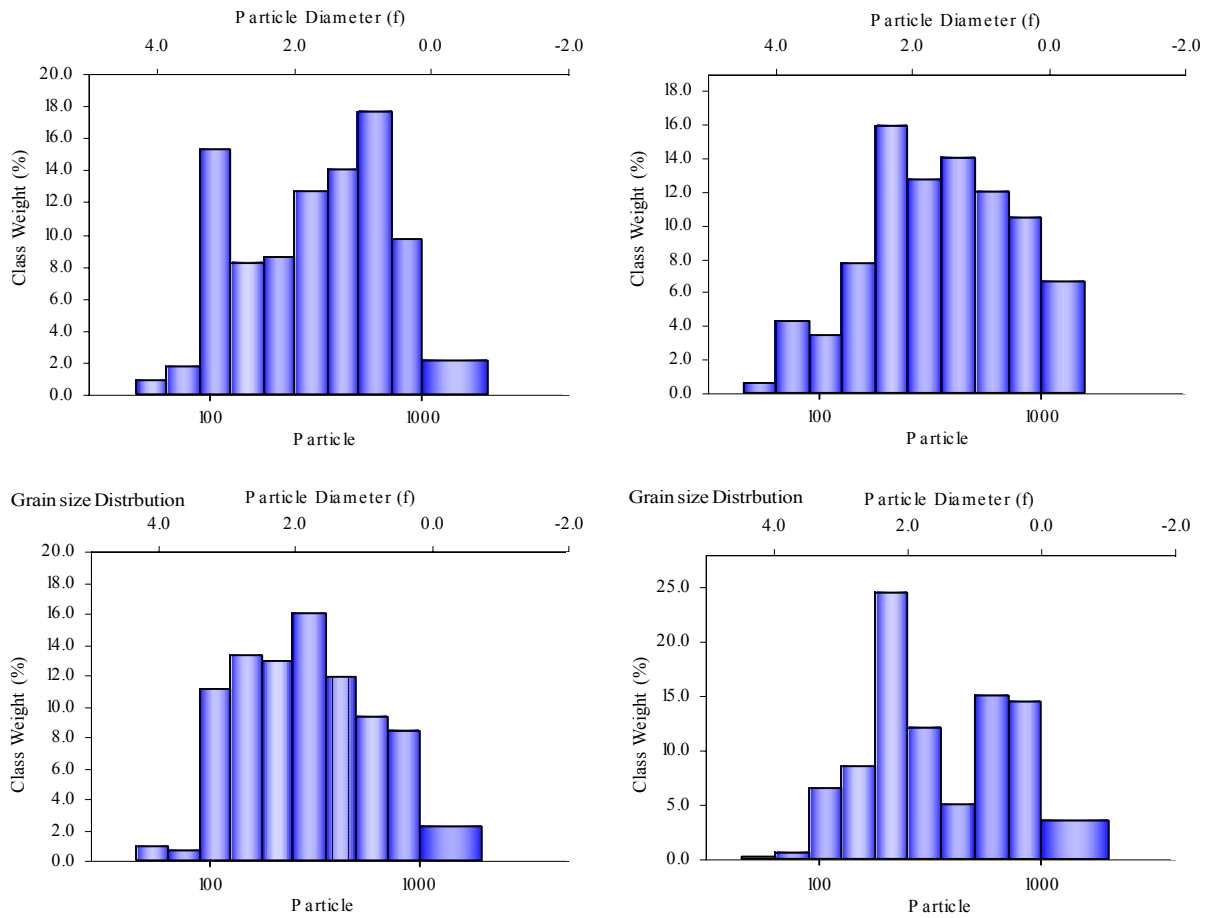 Particle Diameter (f)
4.0 2.0 0.0 -2.0
20.0
18.0
16.0
14.0
12.0
10.0
8.0
6.0
4.0
2.0
0.0
Class Weight (%)
100 1000
Particle
Particle Diameter (f)
4.0 2.0 0.0 -2.0
18.0
16.0
14.0
12.0
10.0
8.0
6.0
4.0
2.0
0.0
Class Weight (%)
100 1000
Particle
Grain size Distrbution Particle Diameter (f)
4.0 2.0 0.0 -2.0
20.0
18.0
16.0
14.0
12.0
10.0
8.0
6.0
4.0
2.0
0.0
Class Weight (%)
100 1000
Particle
Grain size Distrbution Particle Diameter (f)
4.0 2.0 0.0 -2.0
25.0
20.0
15.0
10.0
5.0
0.0
Class Weight (%)
100 1000
Particle